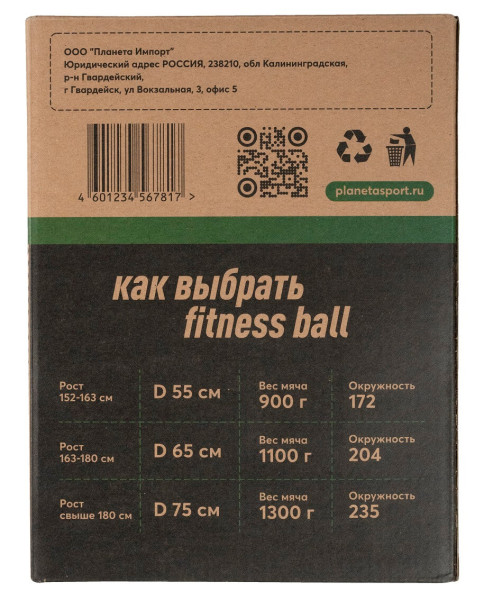 ООО "Планета Импорт"
Юридический адрес РОССИЯ, 238210, обл Калининградская,
р-н Гвардейский,
г Гвардейск, ул Вокзальная, 3, офис 5
4 601234 567817 >
planetasport.ru
как выбрать
fitness ball
Рост
152-163 см
D 55 см
Вес мяча
900 г
Окружность
172
Рост
163-180 см
D 65 см
Вес мяча
1100 г
Окружность
204
Рост
свыше 180 см
D 75 см
Вес мяча
1300 г
Окружность
235